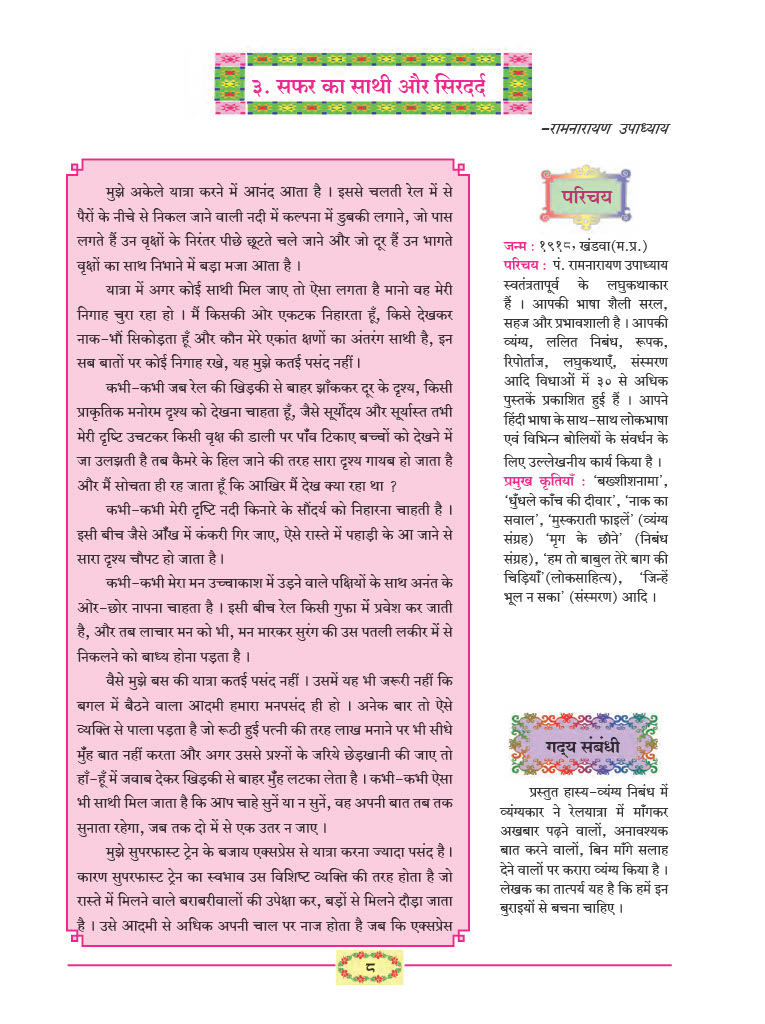 ३. सफर का साथी और सिरदर्द
–रामनारायण उपाध्याय
मुझे अकेले यात्रा करने में आनंद आता है । इससे चलती रेल में से
पैरों के नीचे से निकल जाने वाली नदी में कल्पना में डुबकी लगाने, जो पास
लगते हैं उन वृक्षों के निरंतर पीछे छूटते चले जाने और जो दूर हैं उन भागते
वृक्षों का साथ निभाने में बड़ा मजा आता है ।
यात्रा में अगर कोई साथी मिल जाए तो ऐसा लगता है मानो वह मेरी
निगाह चुरा रहा हो । मैं किसकी ओर एकटक निहारता हूँ, किसे देखकर
नाक-भौं सिकोड़ता हूँ और कौन मेरे एकांत क्षणों का अंतरंग साथी है, इन
सब बातों पर कोई निगाह रखे, यह मुझे कतई पसंद नहीं ।
कभी-कभी जब रेल की खिड़की से बाहर झाँककर दूर के दृश्य, किसी
प्राकृतिक मनोरम दृश्य को देखना चाहता हूँ, जैसे सूर्योदय और सूर्यास्त तभी
मेरी दृष्टि उचटकर किसी वृक्ष की डाली पर पाँव टिकाए बच्चों को देखने में
जा उलझती है तब कैमरे के हिल जाने की तरह सारा दृश्य गायब हो जाता है
और मैं सोचता ही रह जाता हूँ कि आखिर मैं देख क्या रहा था ?
कभी-कभी मेरी दृष्टि नदी किनारे के सौंदर्य को निहारना चाहती है ।
इसी बीच जैसे आँख में कंकरी गिर जाए, ऐसे रास्ते में पहाड़ी के आ जाने से
सारा दृश्य चौपट हो जाता है ।
कभी-कभी मेरा मन उच्चाकाश में उड़ने वाले पक्षियों के साथ अनंत के
ओर-छोर नापना चाहता है । इसी बीच रेल किसी गुफा में प्रवेश कर जाती
है, और तब लाचार मन को भी, मन मारकर सुरंग की उस पतली लकीर में से
निकलने को बाध्य होना पड़ता है ।
वैसे मुझे बस की यात्रा कतई पसंद नहीं । उसमें यह भी जरूरी नहीं कि
बगल में बैठने वाला आदमी हमारा मनपसंद ही हो । अनेक बार तो ऐसे
व्यक्ति से पाला पड़ता है जो रूठी हुई पत्नी की तरह लाख मनाने पर भी सीधे
मुँह बात नहीं करता और अगर उससे प्रश्नों के जरिये छेड़खानी की जाए तो
हाँ-हूँ में जवाब देकर खिड़की से बाहर मुँह लटका लेता है । कभी-कभी ऐसा
भी साथी मिल जाता है कि आप चाहे सुनें या न सुनें, वह अपनी बात तब तक
सुनाता रहेगा, जब तक दो में से एक उतर न जाए ।
मुझे सुपरफास्ट ट्रेन के बजाय एक्सप्रेस से यात्रा करना ज्यादा पसंद है ।
कारण सुपरफास्ट ट्रेन का स्वभाव उस विशिष्ट व्यक्ति की तरह होता है जो
रास्ते में मिलने वाले बराबरीवालों की उपेक्षा कर, बड़ों से मिलने दौड़ा जाता
है । उसे आदमी से अधिक अपनी चाल पर नाज होता है जब कि एक्सप्रेस
परिचय
जन्म : १९१८, खंडवा(म.प्र.)
परिचय : पं. रामनारायण उपाध्याय
स्वतंत्रतापूर्व के लघुकथाकार
हैं । आपकी भाषा शैली सरल,
सहज और प्रभावशाली है । आपकी
व्यंग्य, ललित निबंध, रूपक,
रिपोर्ताज, लघुकथाएँ, संस्मरण
आदि विधाओं में ३० से अधिक
पुस्तकें प्रकाशित हुई हैं । आपने
हिंदी भाषा के साथ-साथ लोकभाषा
एवं विभिन्न बोलियों के संवर्धन के
लिए उल्लेखनीय कार्य किया है ।
प्रमुख कृतियाँ : ‘बख्शीशनामा’,
‘धुँधले काँच की दीवार’, ‘नाक का
सवाल’, ‘मुस्कराती फाइलें’ (व्यंग्य
संग्रह) ‘मृग के छौने’ (निबंध
संग्रह), ‘हम तो बाबुल तेरे बाग की
चिड़ियाँ’(लोकसाहित्य), ‘जिन्हें
भूल न सका’ (संस्मरण) आदि ।
गद्य संबंधी
प्रस्तुत हास्य-व्यंग्य निबंध में
व्यंग्यकार ने रेलयात्रा में माँगकर
अखबार पढ़ने वालों, अनावश्यक
बात करने वालों, बिन माँगे सलाह
देने वालों पर करारा व्यंग्य किया है ।
लेखक का तात्पर्य यह है कि हमें इन
बुराइयों से बचना चाहिए ।
८